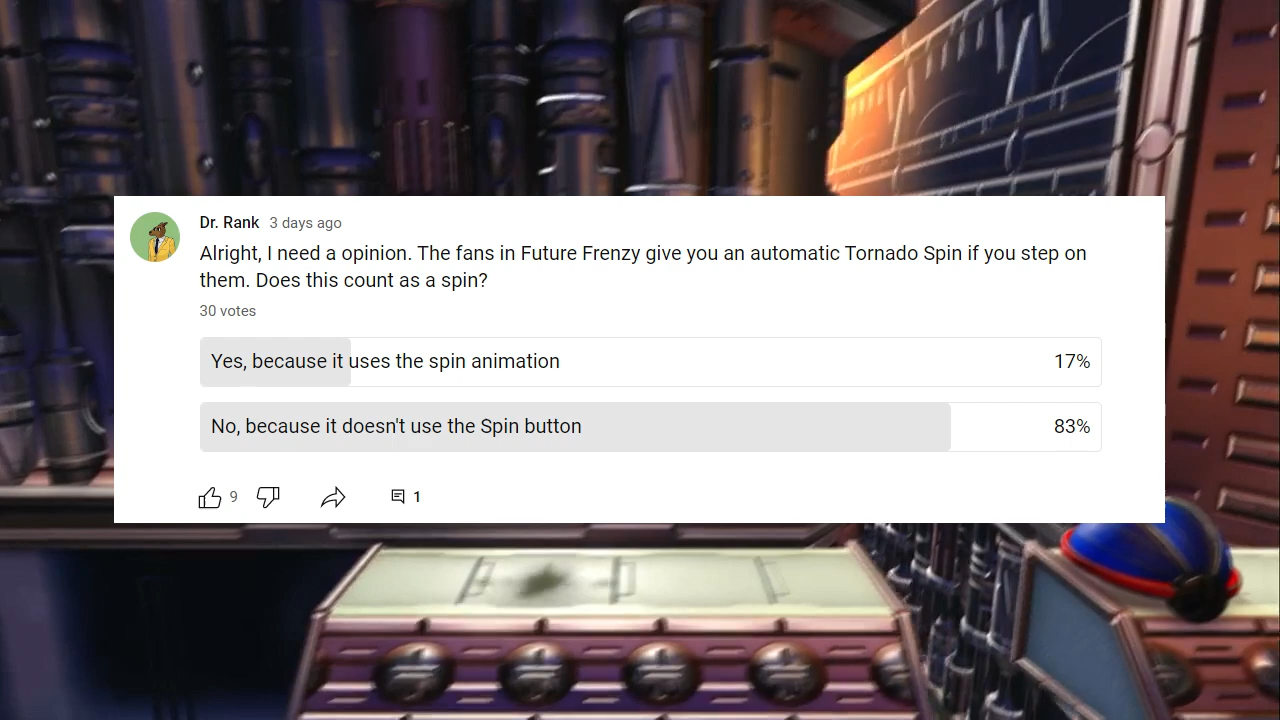 Dr. Rank 3 days ago
Alright, I need a opinion. The fans in Future Frenzy give you an automatic Tornado Spin if you step on
them. Does this count as a spin?
30 votes
Yes, because it uses the spin animation 17%
No, because it doesn't use the Spin button 83%
9 1